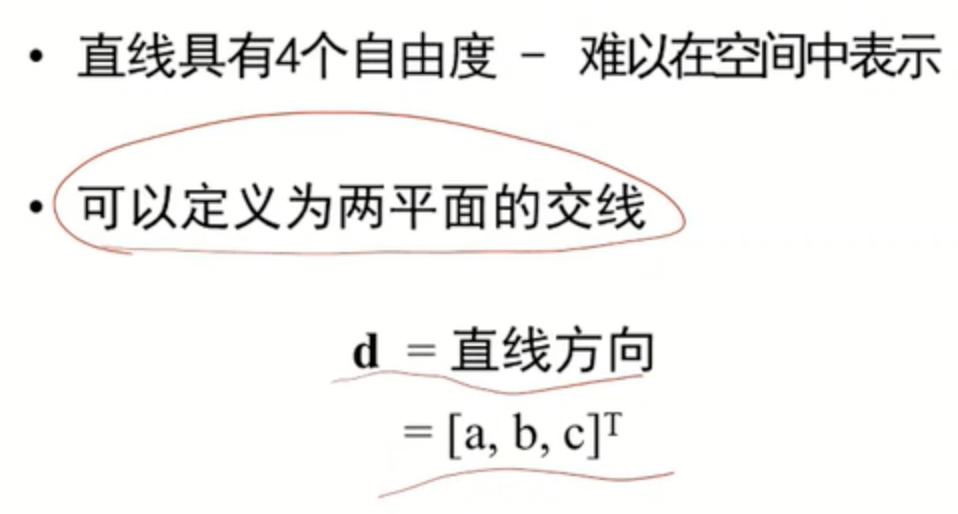 • 直线具有4个自由度 - 难以在空间中表示
• 可以定义为两平面的交线
d = 直线方向
= [a, b, c]ᵀ